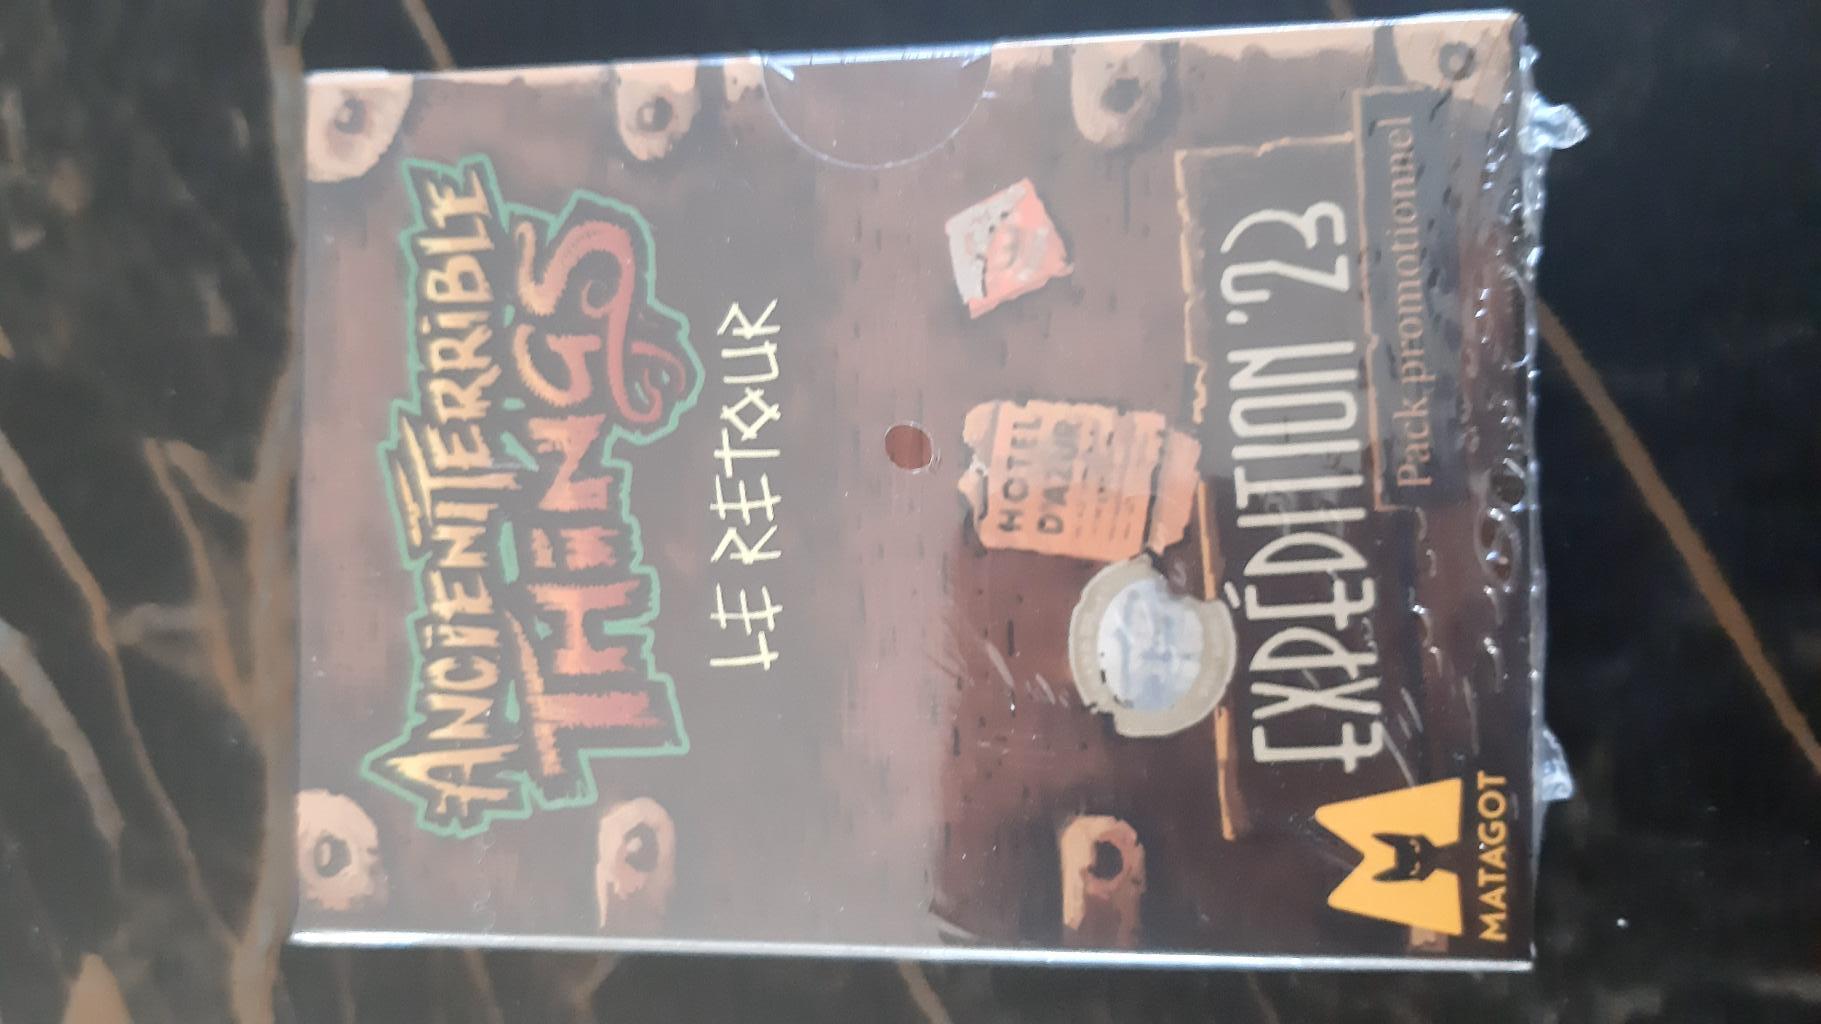 ANCIENT TERRIBLE
THINGS
LE RETOUR
HOTEL
D'AZUR
EXPÉDITION '23
Pack promotionnel
MATAGOT